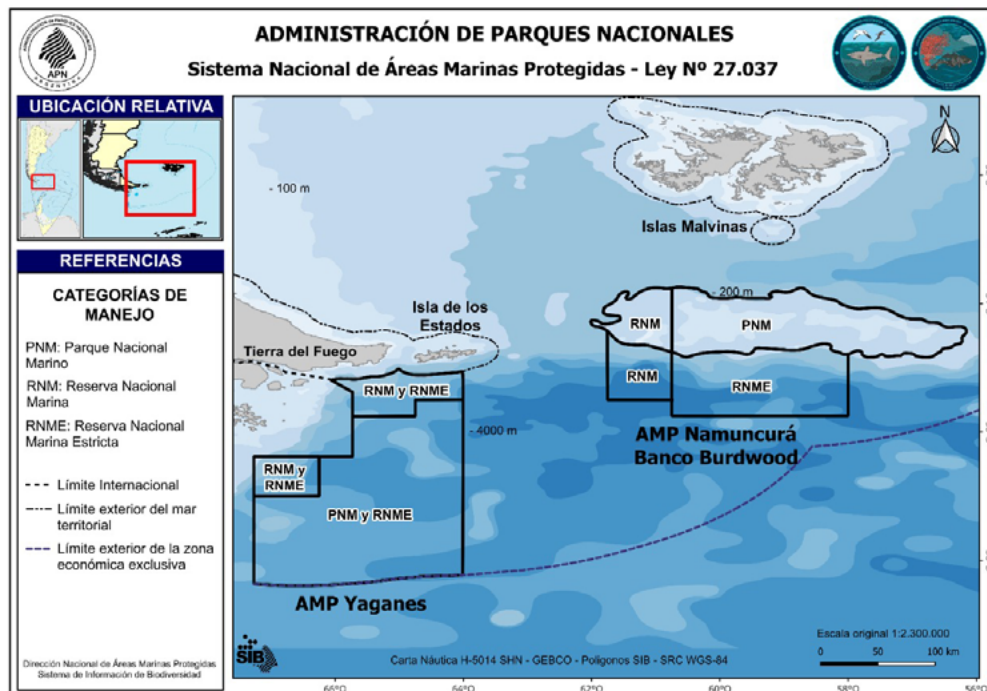 ADMINISTRACIÓN DE PARQUES NACIONALES
Sistema Nacional de Áreas Marinas Protegidas - Ley Nº 27.037
APN
ARGENTINA
UBICACIÓN RELATIVA
REFERENCIAS
CATEGORÍAS DE
MANEJO
PNM: Parque Nacional
Marino
RNM: Reserva Nacional
Marina
RNME: Reserva Nacional
Marina Estricta
Límite Internacional
Límite exterior del mar
territorial
Límite exterior de la zona
económica exclusiva
Dirección Nacional de Áreas Marinas Protegidas
Sistema de Información de Biodiversidad
N
- 100 m
Islas Malvinas
- 200 m
Isla de los
Estados
Tierra del Fuego
RNM
PNM
RNM
RNME
RNM y RNME
- 4000 m
AMP Namuncurá
Banco Burdwood
RNM y
RNME
PNM y RNME
AMP Yaganes
SIB
Carta Náutica H-5014 SHN - GEBCO - Polígonos SIB - SRC WGS-84
Escala original 1:2.300.000
0 50 100 km
66°O 64°O 62°O 60°O 58°O 56°O